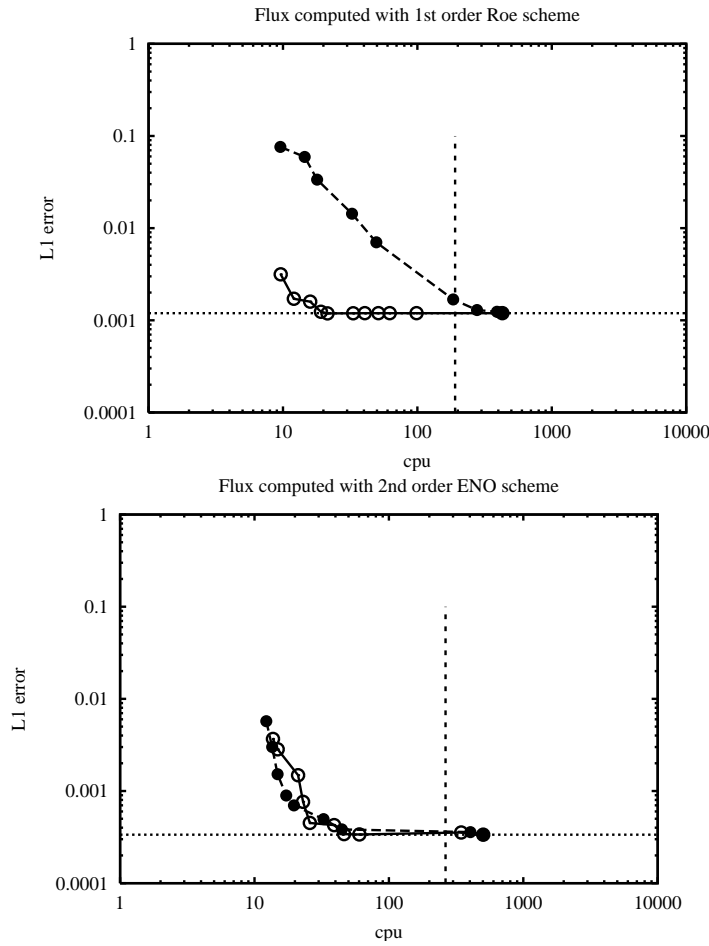 Flux computed with 1st order Roe scheme
1
0.1
0.01
0.001
0.0001
L1 error
1 10 100 1000 10000
cpu
Flux computed with 2nd order ENO scheme
1
0.1
0.01
0.001
0.0001
L1 error
1 10 100 1000 10000
cpu